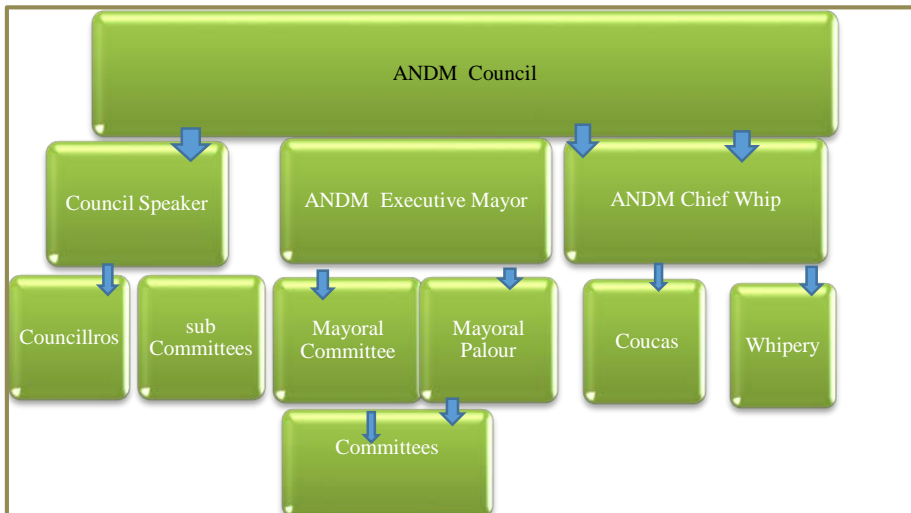 ANDM Council
Council Speaker
ANDM Executive Mayor
ANDM Chief Whip
Councillros
sub
Committees
Mayoral
Committee
Mayoral
Palour
Coucas
Whipery
Committees